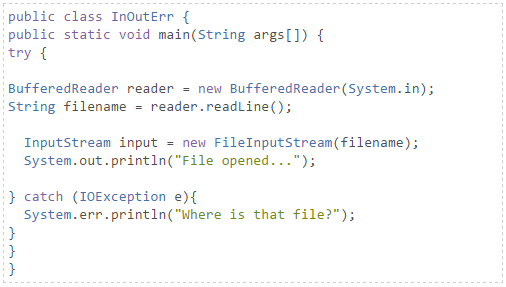 public class InOutErr {
public static void main(String args[]) {
try {
BufferedReader reader = new BufferedReader(System.in);
String filename = reader.readLine();
InputStream input = new FileInputStream(filename);
System.out.println("File opened...");
} catch (IOException e){
System.err.println("Where is that file?");
}
}
}